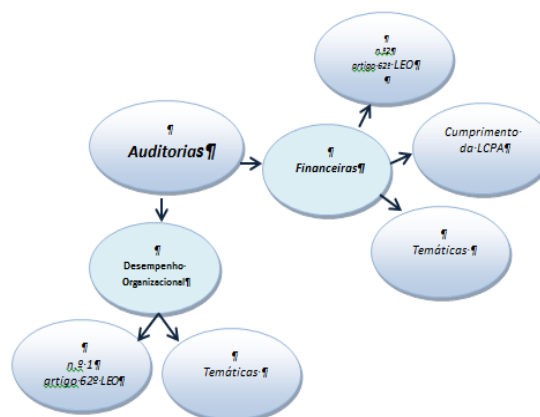 ¶
n.º2¶
artigo·62º·LEO¶
¶
¶
¶
Auditorias¶
¶
Financeiras¶
Cumprimento·
da·LCPA¶
¶
Temáticas·¶
¶
Desempenho·
Organizacional¶
¶
n.º·1¶
artigo·62º·LEO¶
¶
Temáticas·¶